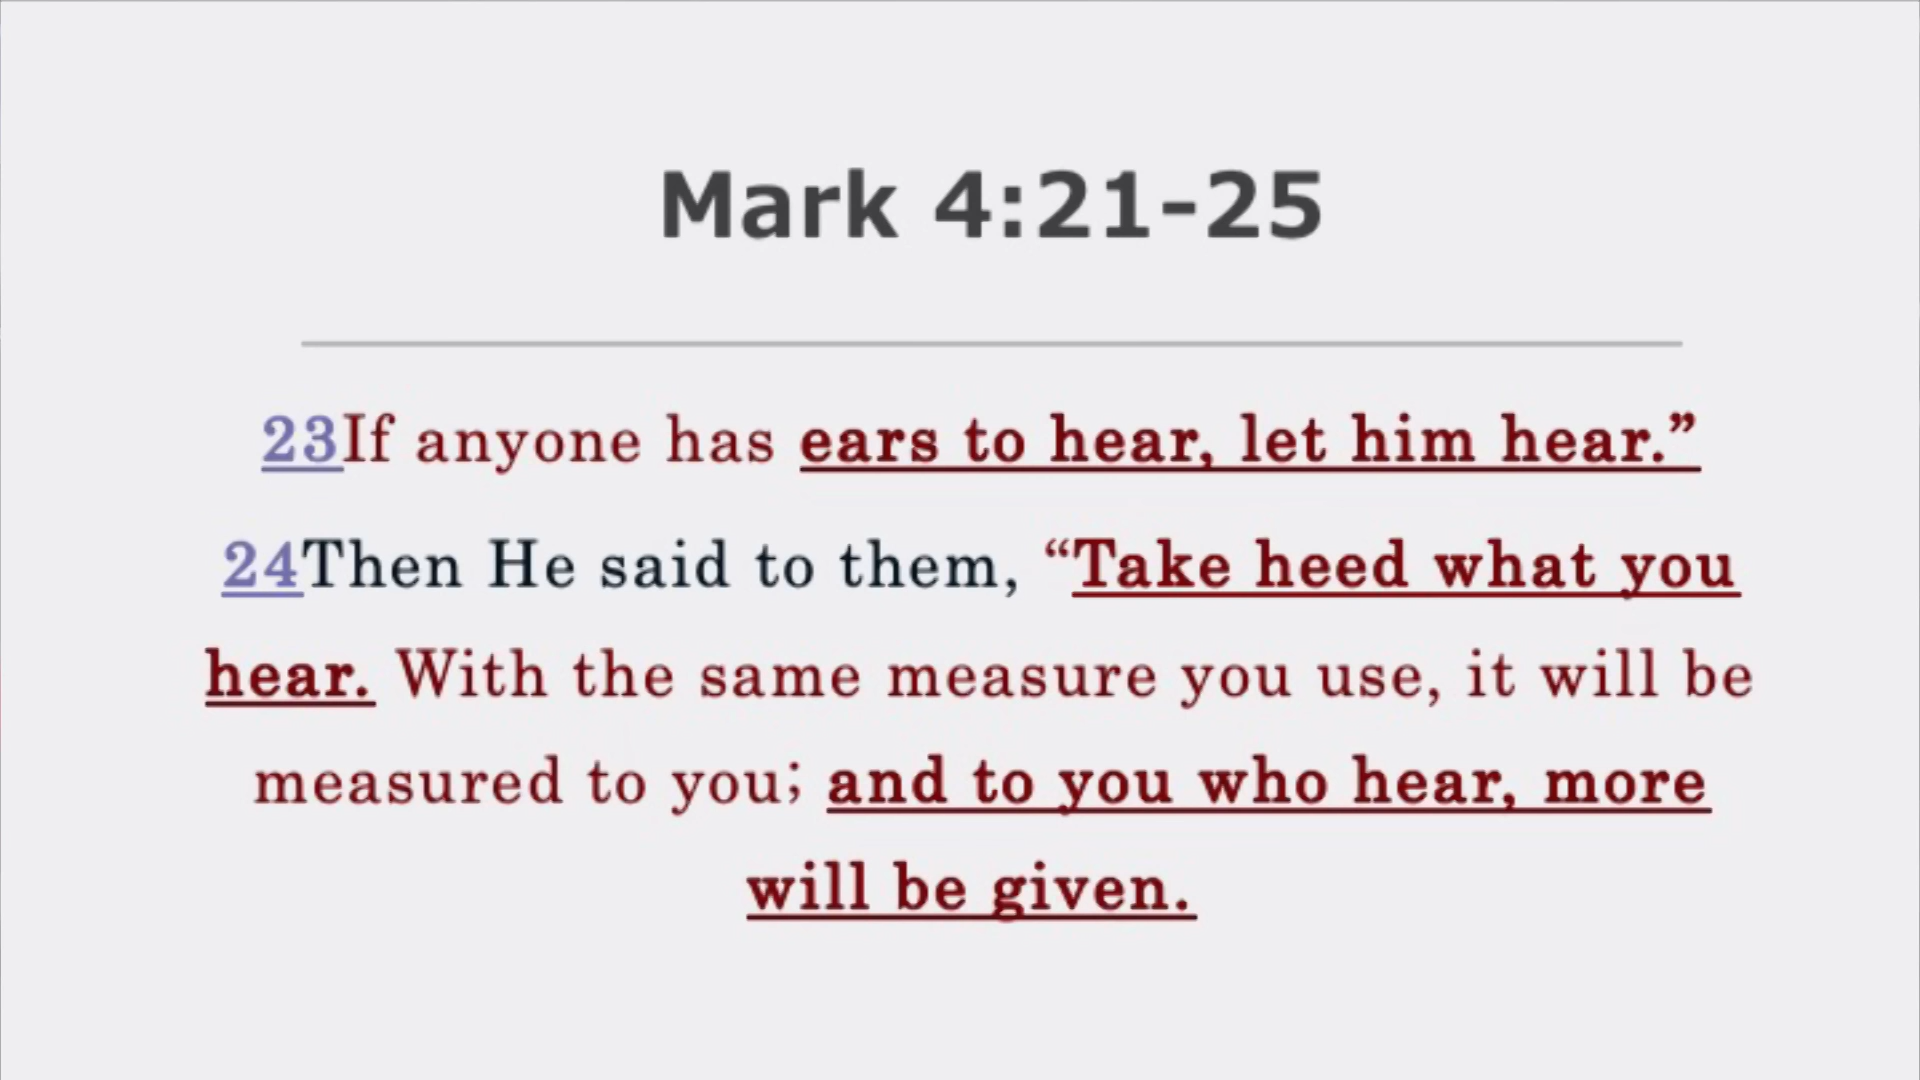 Mark 4:21-25
23If anyone has ears to hear, let him hear.”
24Then He said to them, “Take heed what you
hear. With the same measure you use, it will be
measured to you; and to you who hear, more
will be given.